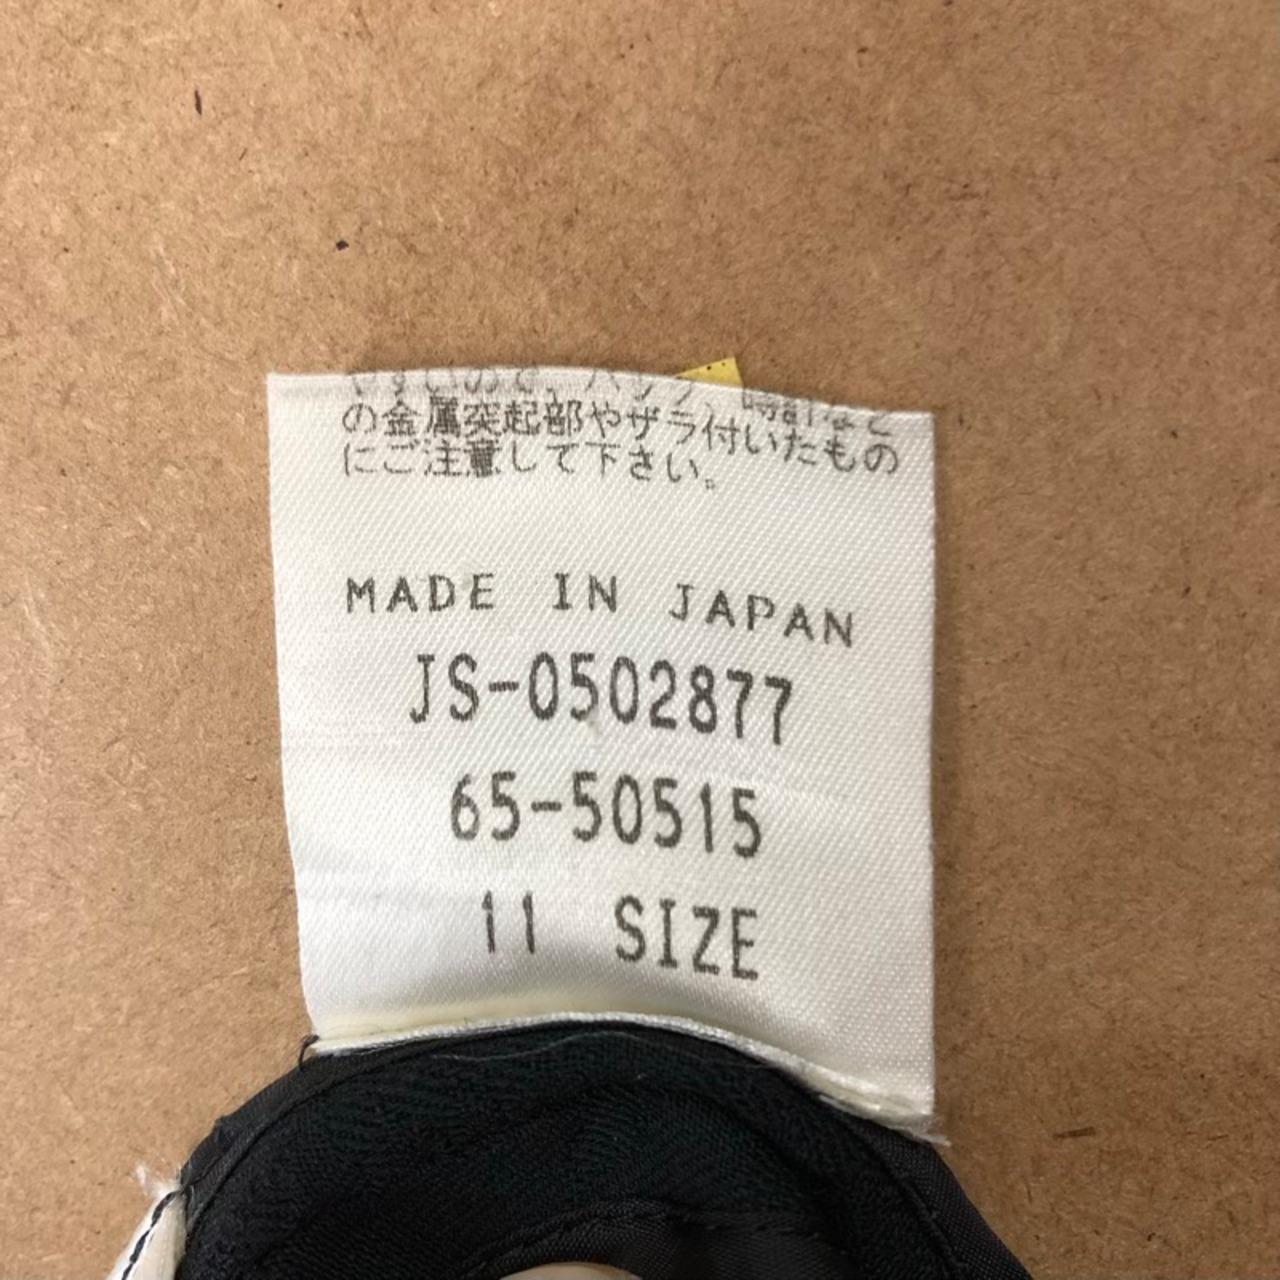 の金属突起部やザラ付いたもの
にご注意して下さい。
MADE IN JAPAN
JS-0502877
65-50515
11 SIZE